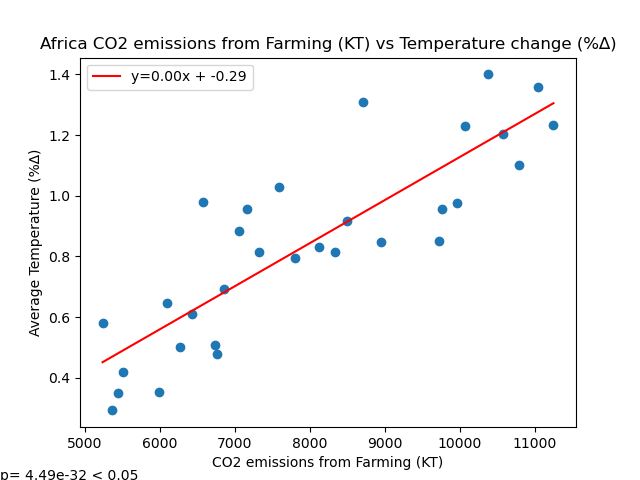 Africa CO2 emissions from Farming (KT) vs Temperature change (%Δ)
y=0.00x + -0.29
1.4
1.2
1.0
0.8
0.6
0.4
Average Temperature (%Δ)
5000 6000 7000 8000 9000 10000 11000
CO2 emissions from Farming (KT)
p= 4.49e-32 < 0.05